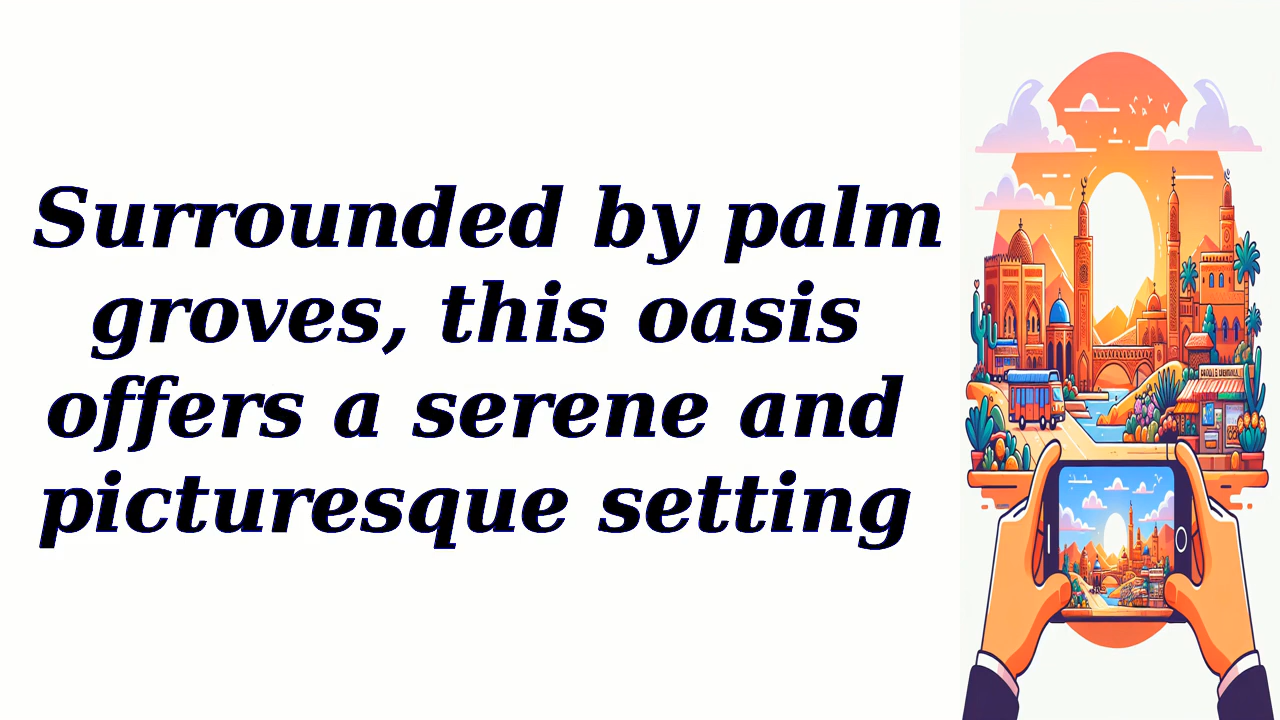 Surrounded by palm
groves, this oasis
offers a serene and
picturesque setting